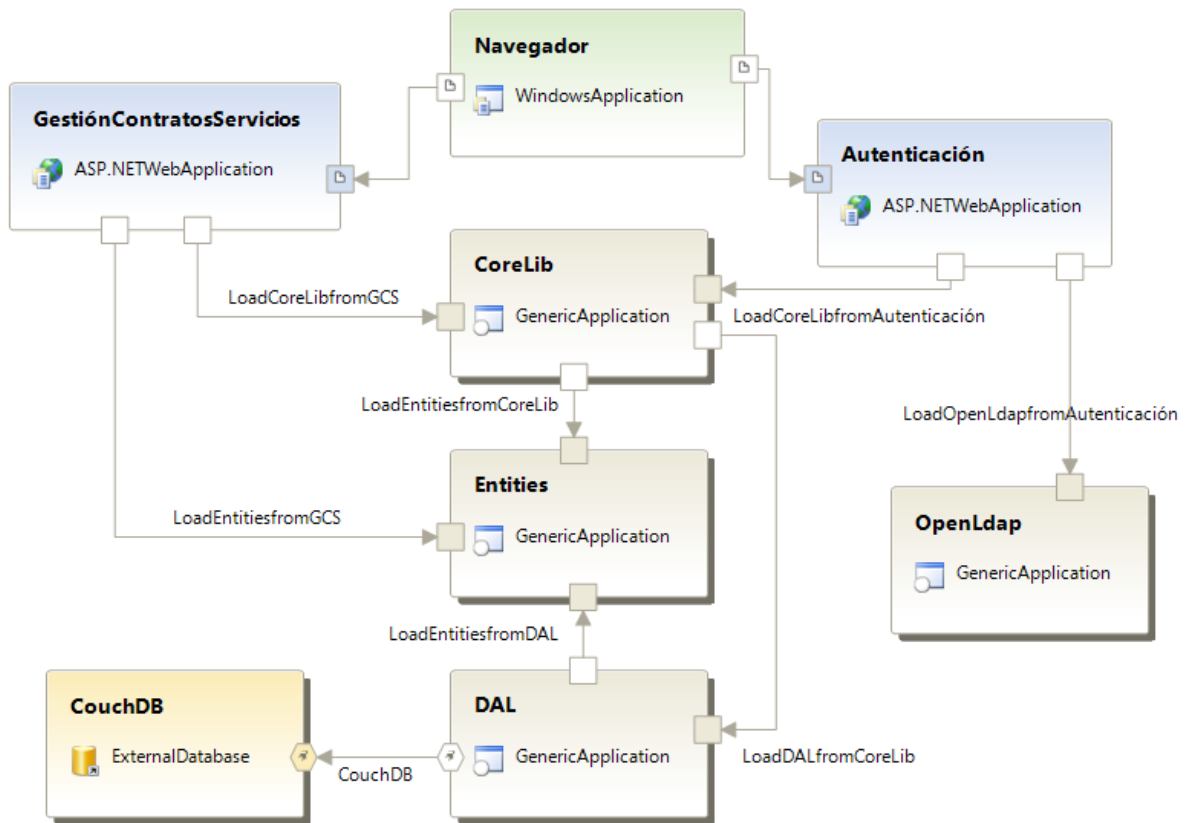 Navegador
WindowsApplication
GestiónContratosServicios
ASP.NETWebApplication
Autenticación
ASP.NETWebApplication
CoreLib
GenericApplication
LoadCoreLibfromGCS
LoadCoreLibfromAutenticación
LoadEntitiesfromCoreLib
LoadOpenLdapfromAutenticación
Entities
GenericApplication
LoadEntitiesfromGCS
OpenLdap
GenericApplication
LoadEntitiesfromDAL
CouchDB
ExternalDatabase
DAL
GenericApplication
LoadDALfromCoreLib
CouchDB